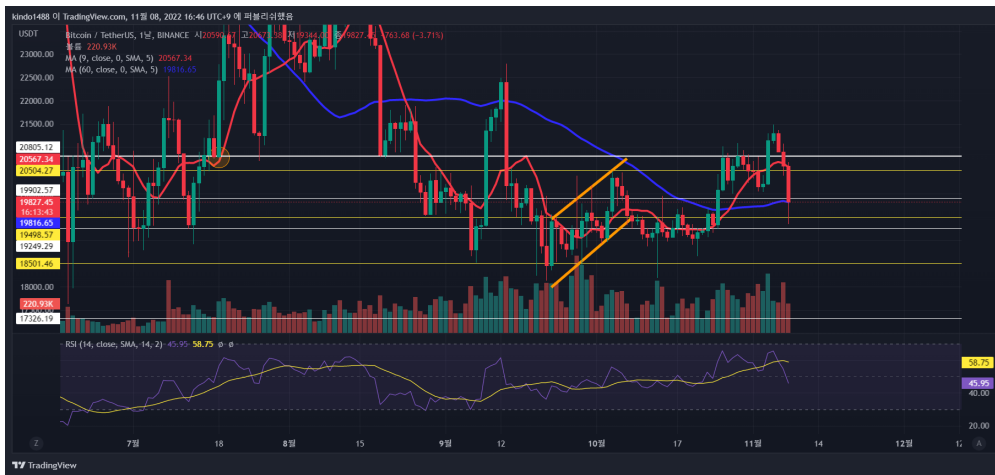 kindo1488 이 TradingView.com, 11월 08, 2022 16:46 UTC+9 에 퍼블리쉬했음
USDT
Bitcoin / TetherUS, 1날, BINANCE
-3.71%)
볼륨 220.93K
MA (9, close, 0, SMA, 5) 20567.34
MA (60, close, 0, SMA, 5) 19816.65
23000.00
22500.00
22000.00
21500.00
20805.12
20567.34
20504.27
19902.57
19827.45
16:13:43
19816.65
19498.57
19249.29
18501.46
18000.00
220.93K
17326.19
RSI (14, close, SMA, 14, 2) 45.95 58.75 ø ø
58.75
45.95
40.00
20.00
Z 7월 18 8월 15 9월 12 10월 17 11월 14 12월 A
TradingView